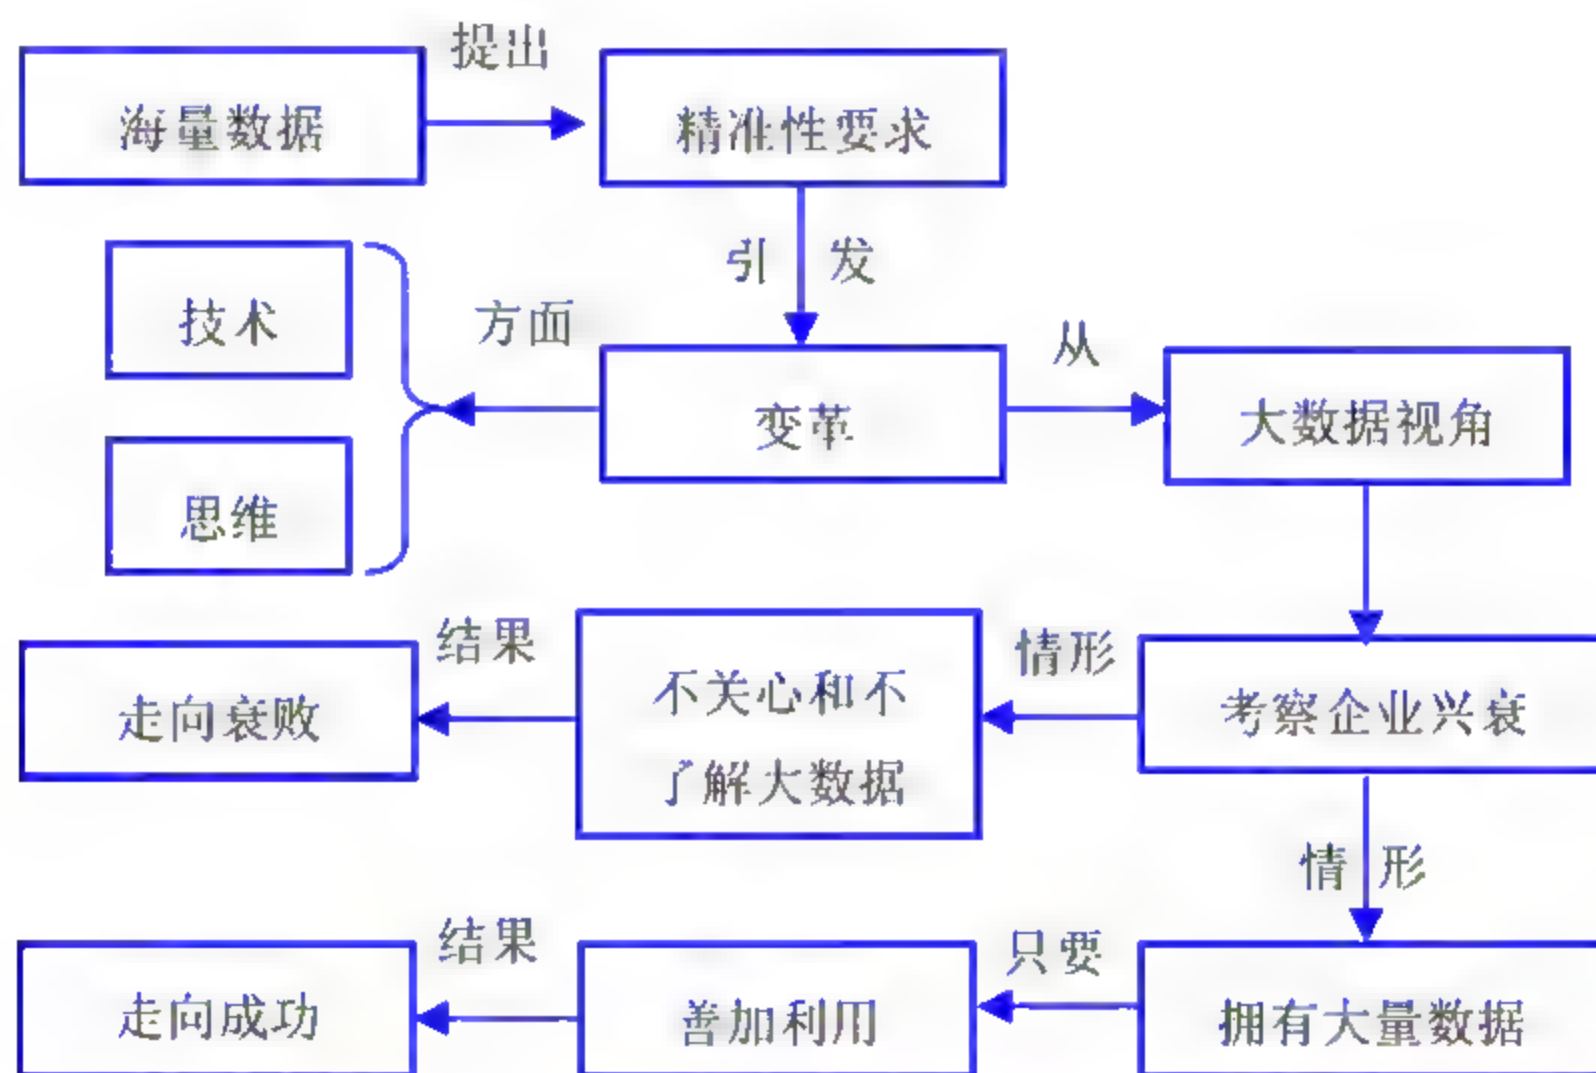 提出
海量数据
精准性要求
引发
技术
方面
从
变革
大数据视角
思维
结果
情形
不关心和不
了解大数据
走向衰败
考察企业兴衰
情形
结果
只要
走向成功
善加利用
拥有大量数据